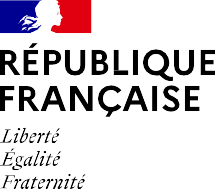 RÉPUBLIQUE
FRANÇAISE
Liberté
Égalité
Fraternité